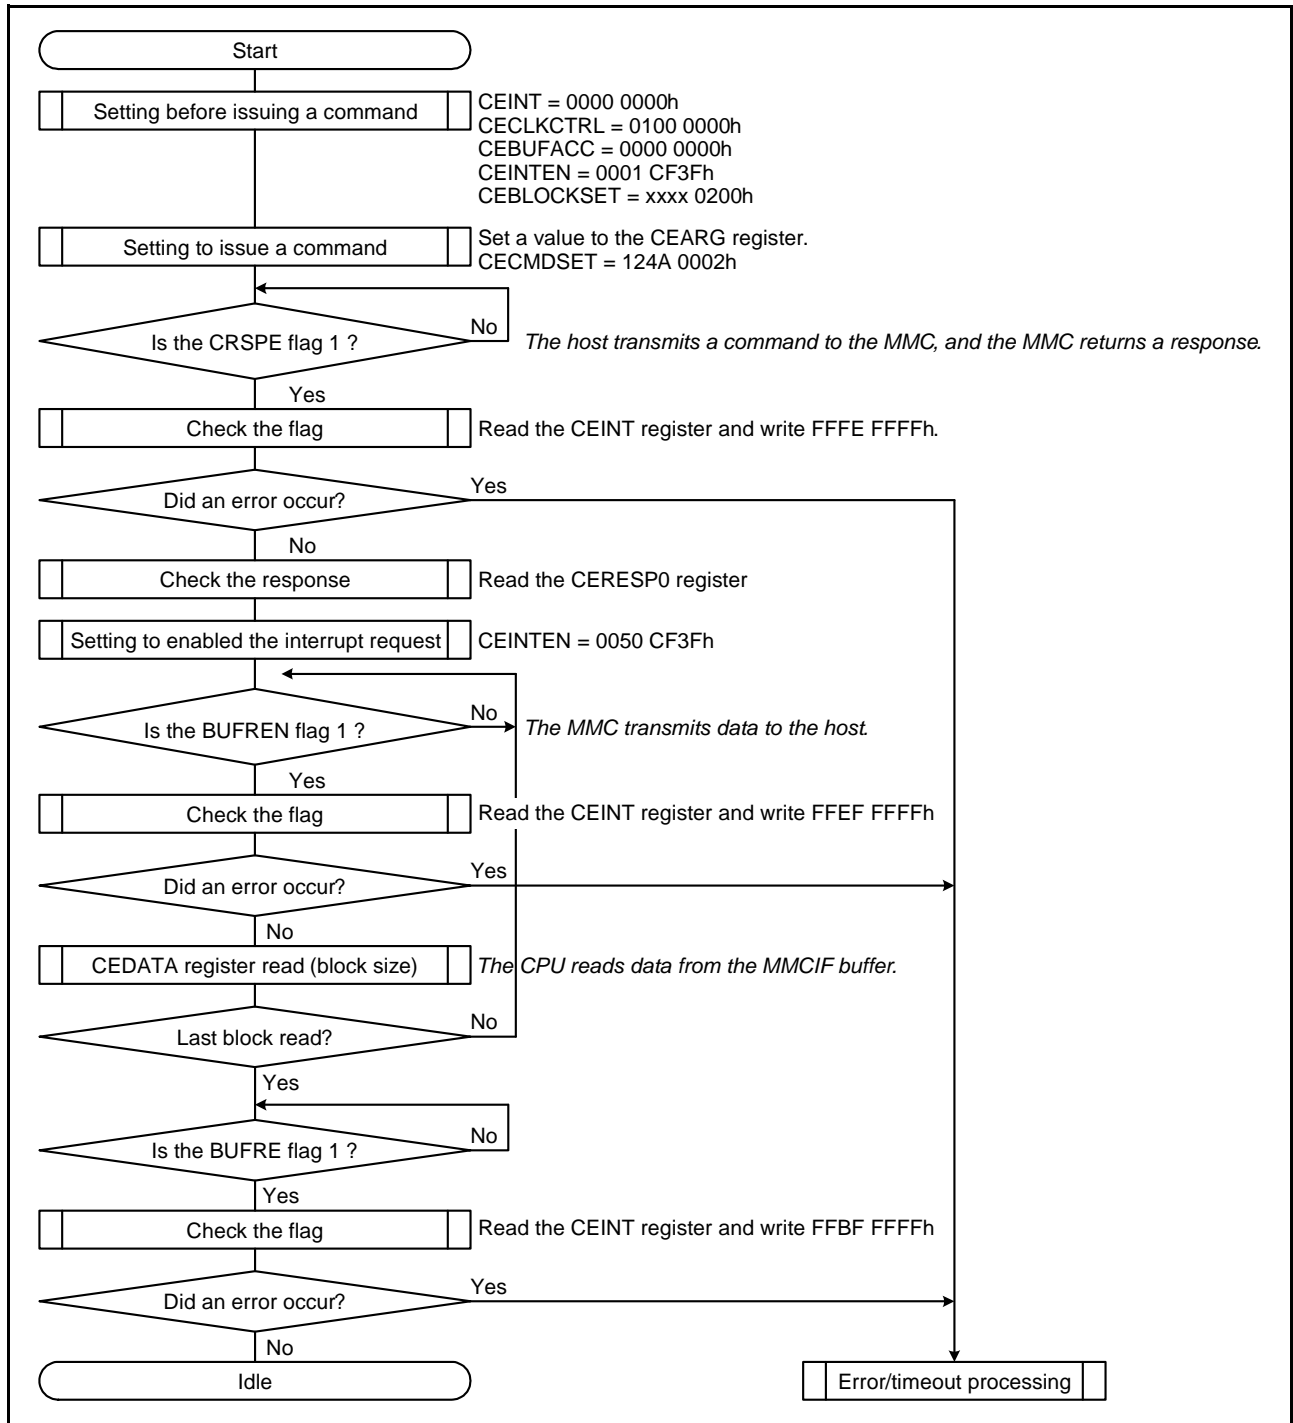 Start
Setting before issuing a command
CEINT = 0000 0000h
CECLKCTRL = 0100 0000h
CEBUFACC = 0000 0000h
CEINTEN = 0001 CF3Fh
CEBLOCKSET = xxxx 0200h
Setting to issue a command
Set a value to the CEARG register.
CECMDSET = 124A 0002h
Is the CRSPE flag 1 ?
No
The host transmits a command to the MMC, and the MMC returns a response.
Yes
Check the flag
Read the CEINT register and write FFFE FFFFh.
Did an error occur?
Yes
No
Check the response
Read the CERESP0 register
Setting to enabled the interrupt request
CEINTEN = 0050 CF3Fh
Is the BUFREN flag 1 ?
No
The MMC transmits data to the host.
Yes
Check the flag
Read the CEINT register and write FFEF FFFFh
Did an error occur?
Yes
No
CEDATA register read (block size)
The CPU reads data from the MMCIF buffer.
Last block read?
No
Yes
Is the BUFRE flag 1 ?
No
Yes
Check the flag
Read the CEINT register and write FFBF FFFFh
Did an error occur?
Yes
No
Idle
Error/timeout processing